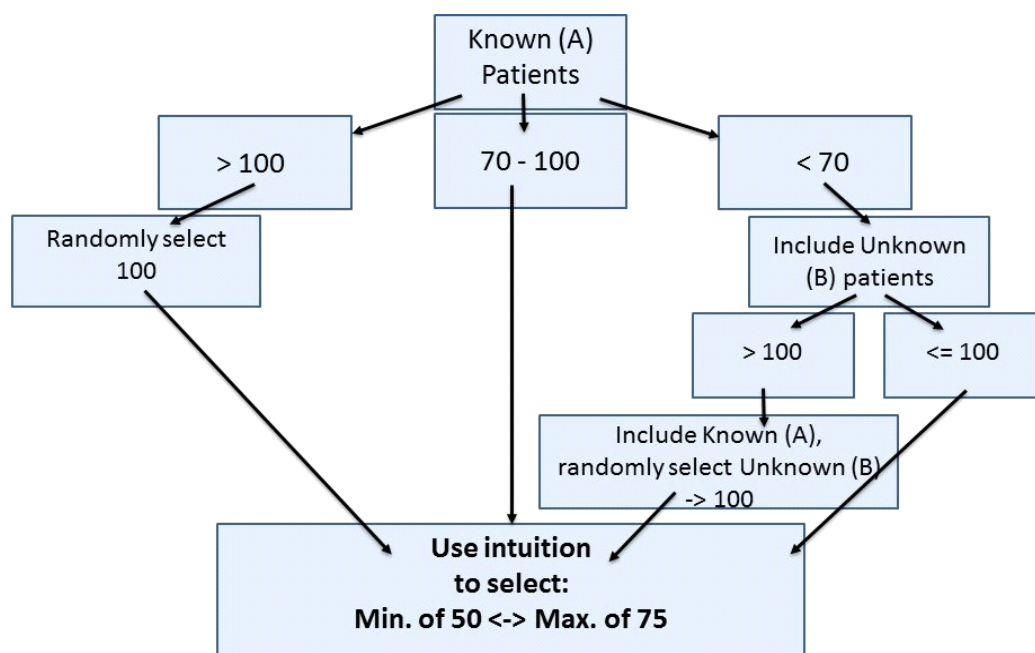 Known (A)
Patients
> 100
70 - 100
< 70
Randomly select
100
Include Unknown
(B) patients
> 100
<= 100
Include Known (A),
randomly select Unknown (B)
-> 100
Use intuition
to select:
Min. of 50 <-> Max. of 75